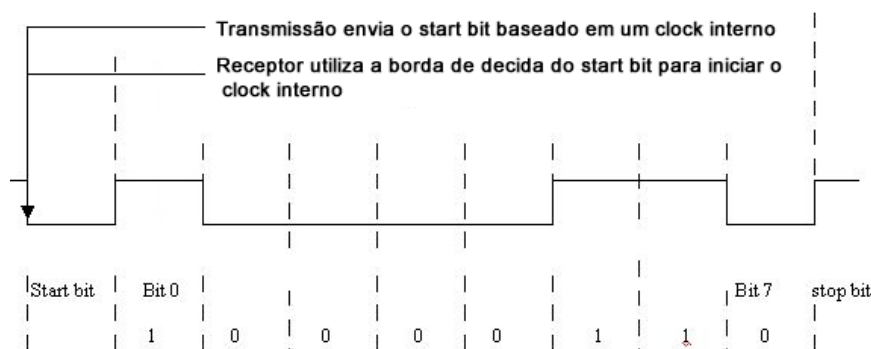 Transmissão envia o start bit baseado em um clock interno
Receptor utiliza a borda de decida do start bit para iniciar o
clock interno
Start bit Bit 0 Bit 7 stop bit
1 0 0 0 0 1 1 0